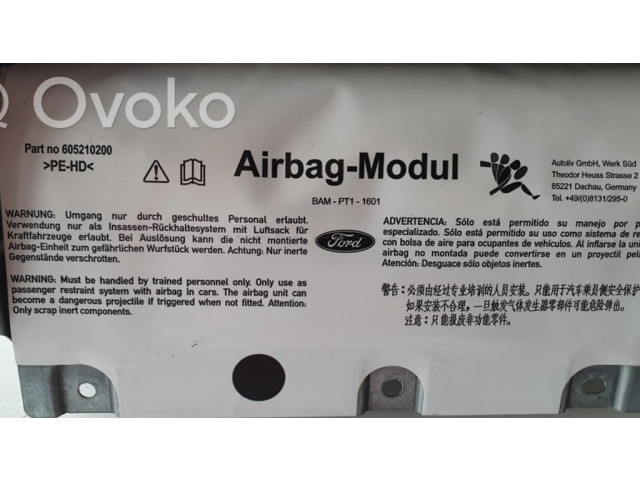 Ovoko
Part no 605210200
>PE-HD<
Airbag-Modul
BAM - PT1 - 1601
Autoliv GmbH, Werk Süd
Theodor Heuss Strasse 2
85221 Dachau, Germany
Tel. +49/(0)8131/295-0
WARNUNG: Umgang nur durch geschultes Personal erlaubt.
Verwendung nur als Insassen-Rückhaltesystem mit Luftsack für
Kraftfahrzeuge erlaubt. Bei Auslösung kann die nicht montierte
Airbag-Einheit zum gefährlichen Wurfstück werden. Achtung: Nur inerte
Gegenstände verschrotten.
WARNING: Must be handled by trained personnel only. Only use as
passenger restraint system with airbag in cars. The airbag unit can
become a dangerous projectile if triggered when not fitted. Attention:
Only scrap inert components.
Ford
ADVERTENCIA: Sólo está permitido su manejo por p
especializado. Sólo está permitido su uso como sistema de re
con bolsa de aire para ocupantes de vehículos. Al inflarse la uni
airbag no montada puede convertirse en un proyectil pel
Atención: Desguace sólo objetos inertes.
警告：必须由经过专业培训的人员安装。只能用于汽车乘员侧安全保护
如果安装不合理，一旦触发气体发生器零部件可能危险弹出。
注意：只能报废非功能零件。